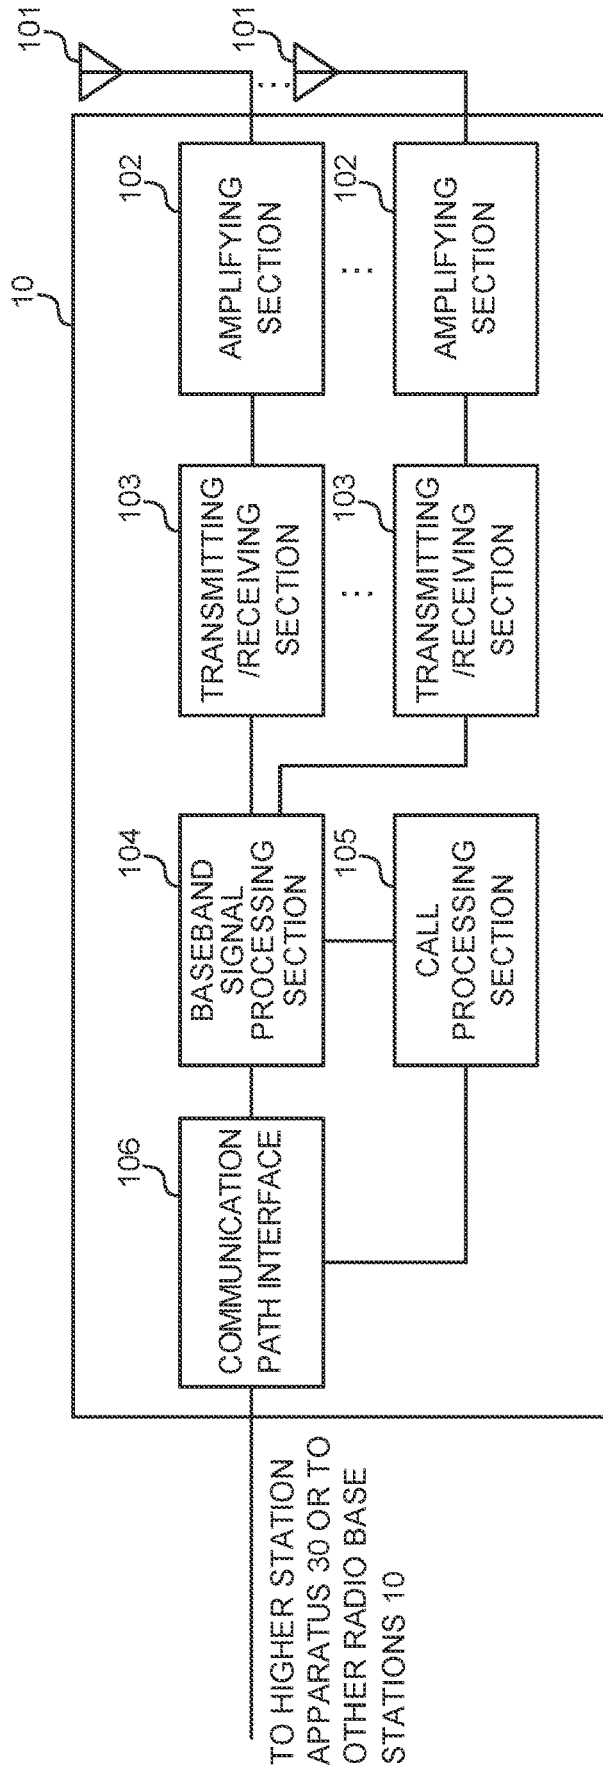 10
101
101
102
AMPLIFYING
SECTION
102
AMPLIFYING
SECTION
103
TRANSMITTING
/RECEIVING
SECTION
103
TRANSMITTING
/RECEIVING
SECTION
104
BASEBAND
SIGNAL
PROCESSING
SECTION
105
CALL
PROCESSING
SECTION
106
COMMUNICATION
PATH INTERFACE
TO HIGHER STATION
APPARATUS 30 OR TO
OTHER RADIO BASE
STATIONS 10